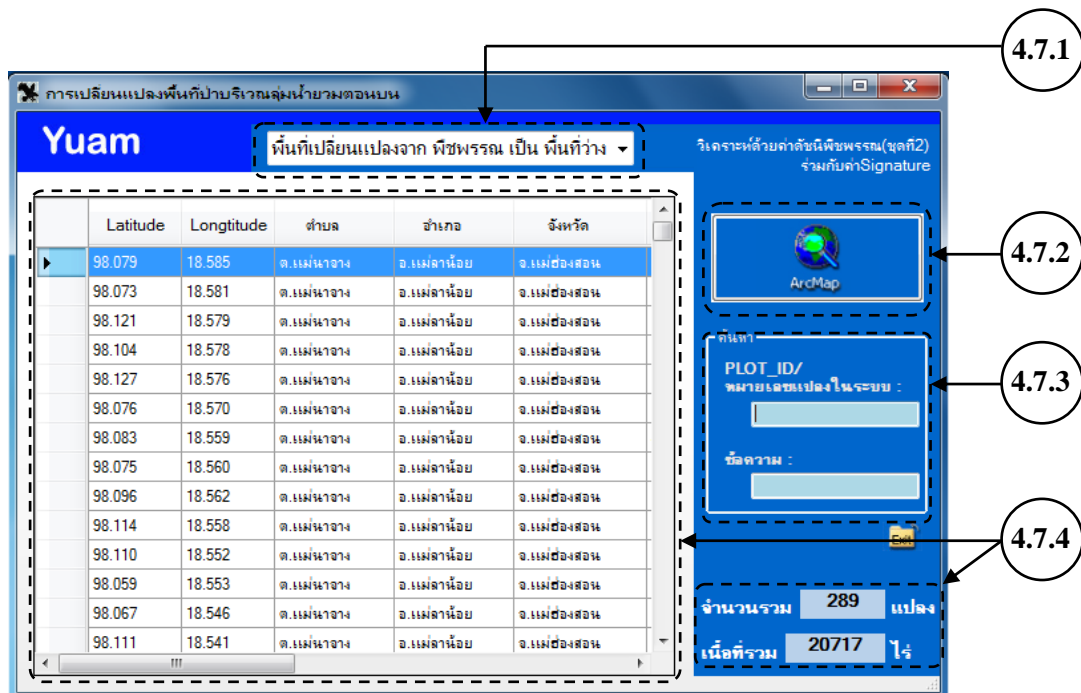 4.7.1
การเปลี่ยนแปลงพื้นที่ป่าบริเวณลุ่มน้ำยวมตอนบน
Yuam
พื้นที่เปลี่ยนแปลงจาก พืชพรรณ เป็น พื้นที่ว่าง
วิเคราะห์ด้วยค่าดัชนีพืชพรรณ(ชุดที่2)
ร่วมกับค่าSignature
Latitude Longtitude ตำบล อำเภอ จังหวัด
98.079 18.585 ต.แม่นาจาง อ.แม่ลาน้อย จ.แม่ฮ่องสอน
98.073 18.581 ต.แม่นาจาง อ.แม่ลาน้อย จ.แม่ฮ่องสอน
98.121 18.579 ต.แม่นาจาง อ.แม่ลาน้อย จ.แม่ฮ่องสอน
98.104 18.578 ต.แม่นาจาง อ.แม่ลาน้อย จ.แม่ฮ่องสอน
98.127 18.576 ต.แม่นาจาง อ.แม่ลาน้อย จ.แม่ฮ่องสอน
98.076 18.570 ต.แม่นาจาง อ.แม่ลาน้อย จ.แม่ฮ่องสอน
98.083 18.559 ต.แม่นาจาง อ.แม่ลาน้อย จ.แม่ฮ่องสอน
98.075 18.560 ต.แม่นาจาง อ.แม่ลาน้อย จ.แม่ฮ่องสอน
98.096 18.562 ต.แม่นาจาง อ.แม่ลาน้อย จ.แม่ฮ่องสอน
98.114 18.558 ต.แม่นาจาง อ.แม่ลาน้อย จ.แม่ฮ่องสอน
98.110 18.552 ต.แม่นาจาง อ.แม่ลาน้อย จ.แม่ฮ่องสอน
98.059 18.553 ต.แม่นาจาง อ.แม่ลาน้อย จ.แม่ฮ่องสอน
98.067 18.546 ต.แม่นาจาง อ.แม่ลาน้อย จ.แม่ฮ่องสอน
98.111 18.541 ต.แม่นาจาง อ.แม่ลาน้อย จ.แม่ฮ่องสอน
ArcMap
4.7.2
ค้นหา
PLOT_ID/
หมายเลขแปลงในระบบ :
4.7.3
ข้อความ :
Exit
4.7.4
จำนวนรวม 289 แปลง
เนื้อที่รวม 20717 ไร่